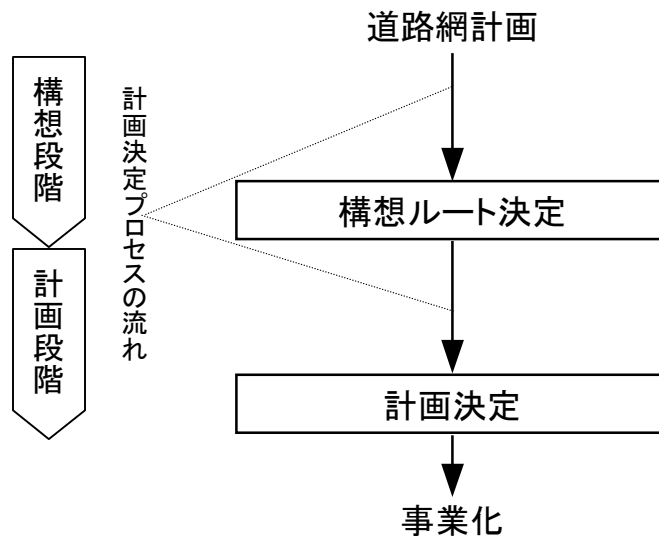 道路網計画
構想段階
計画決定プロセスの流れ
構想ルート決定
計画段階
計画決定
事業化